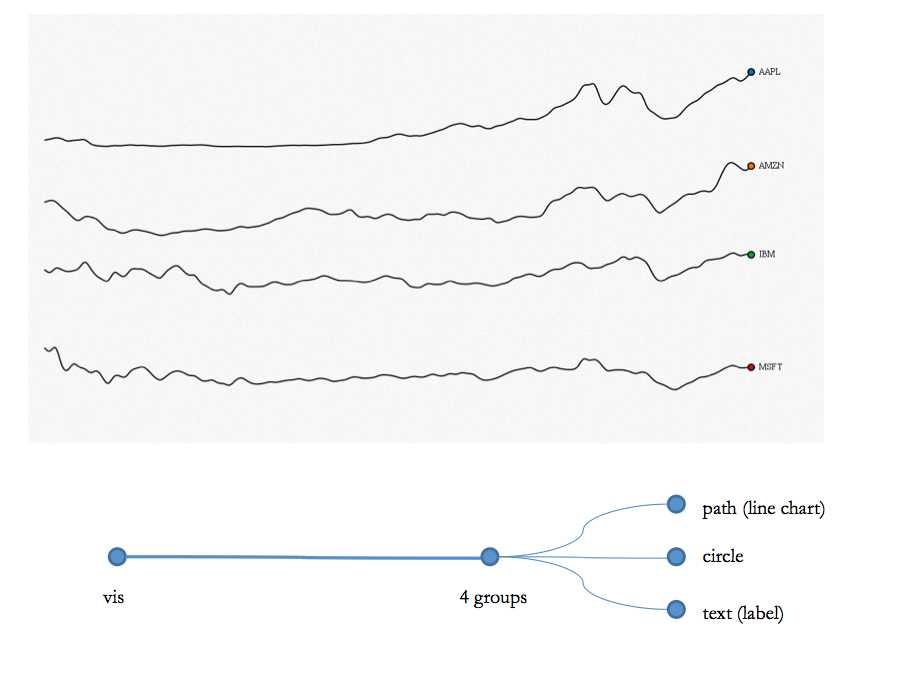 AAPL
AMZN
IBM
MSFT
path (line chart)
circle
vis
4 groups
text (label)